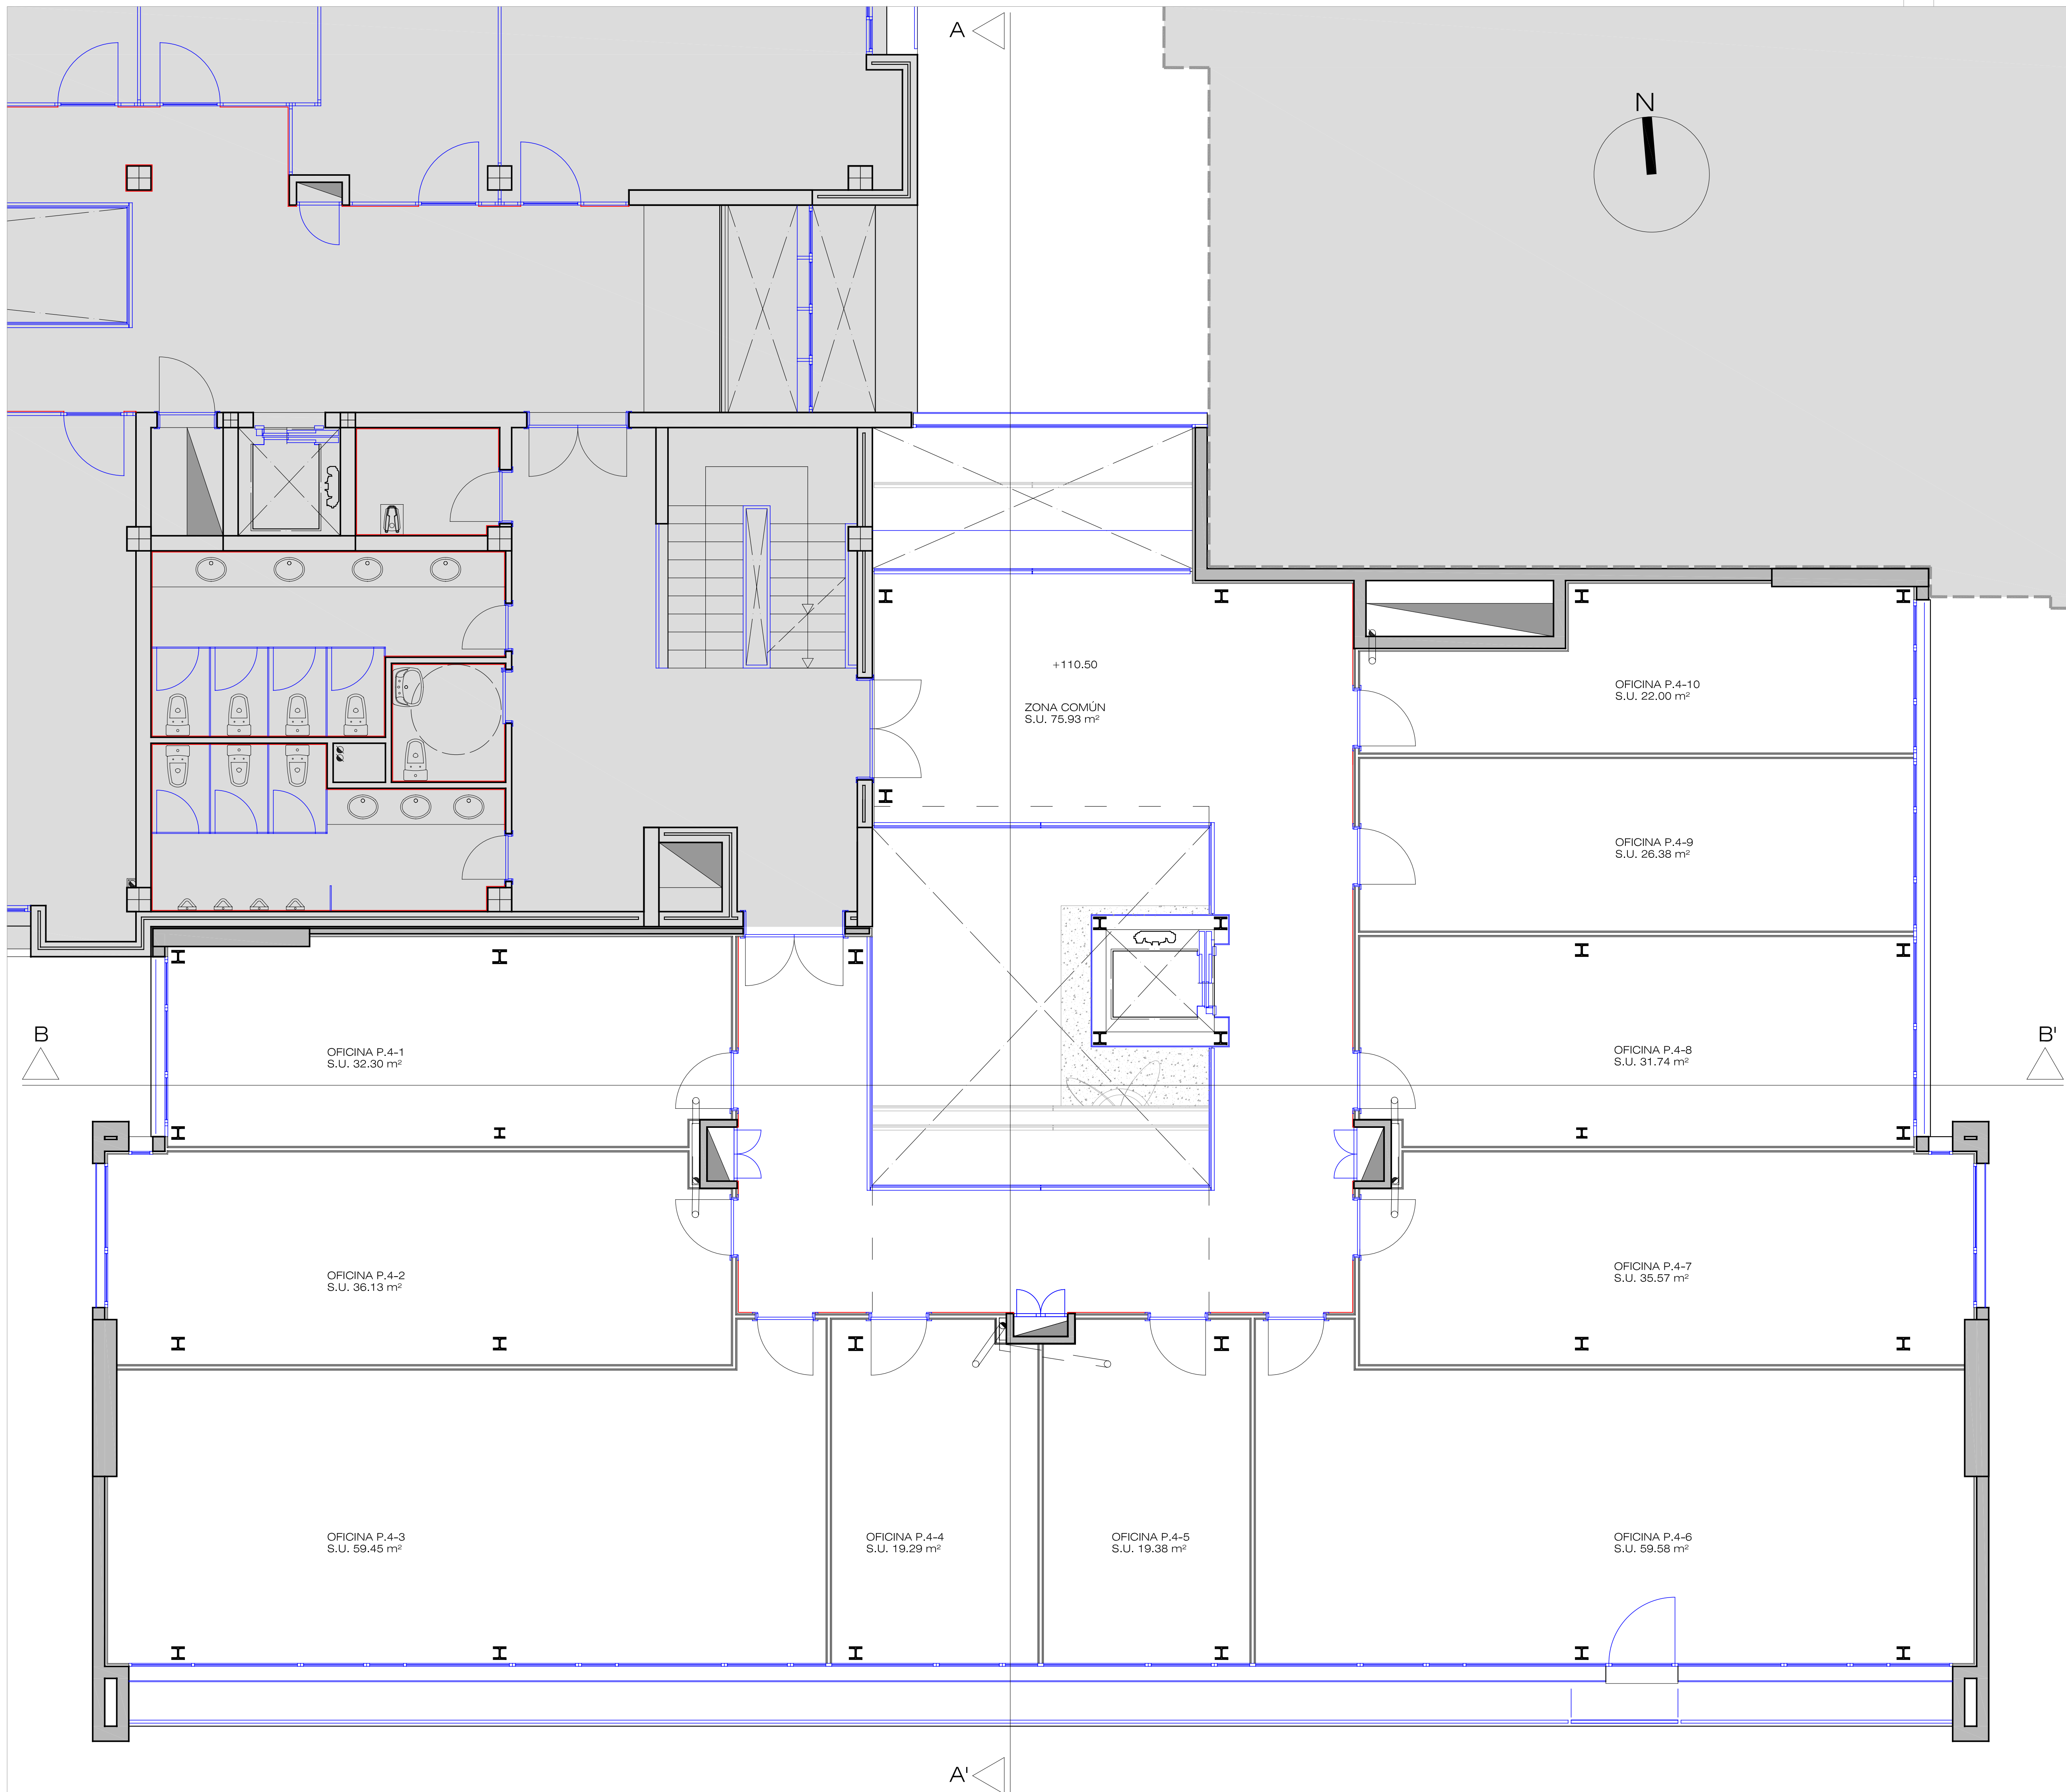 A
N
+110.50
ZONA COMÚN
S.U. 75.93 m²
OFICINA P.4-10
S.U. 22.00 m²
OFICINA P.4-9
S.U. 26.38 m²
B
OFICINA P.4-1
S.U. 32.30 m²
OFICINA P.4-8
S.U. 31.74 m²
B'
OFICINA P.4-2
S.U. 36.13 m²
OFICINA P.4-7
S.U. 35.57 m²
OFICINA P.4-3
S.U. 59.45 m²
OFICINA P.4-4
S.U. 19.29 m²
OFICINA P.4-5
S.U. 19.38 m²
OFICINA P.4-6
S.U. 59.58 m²
A'